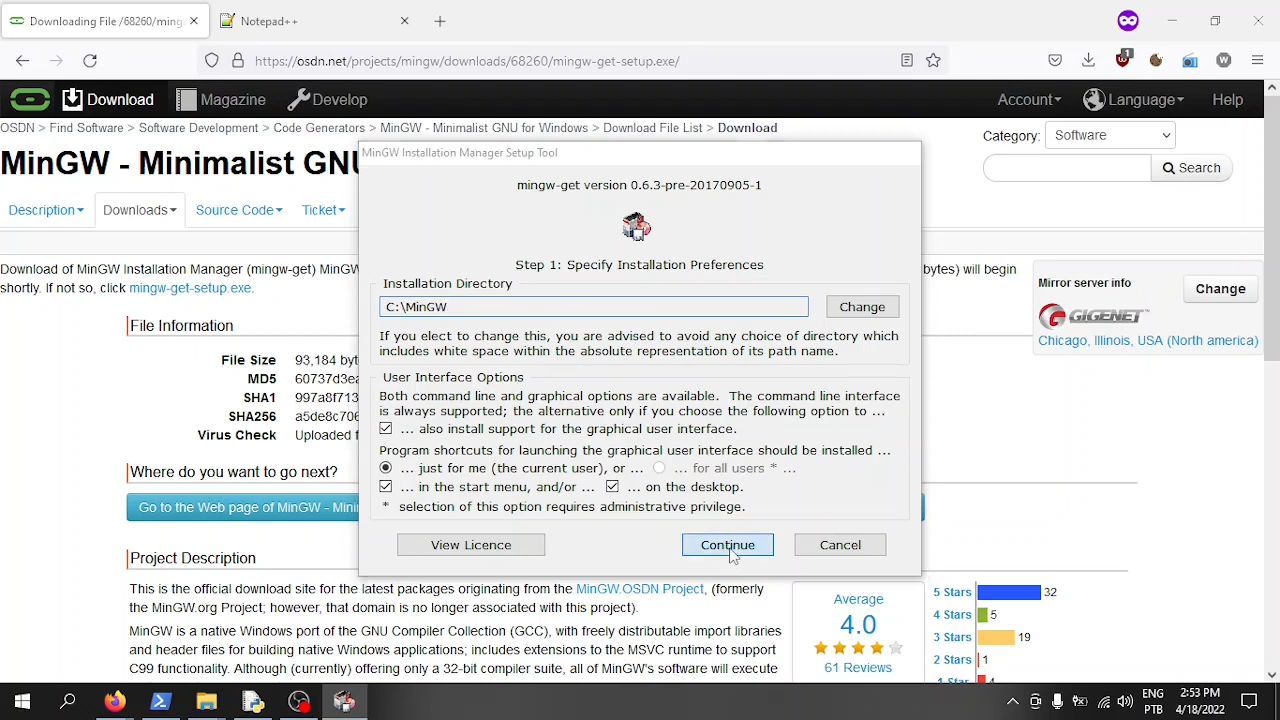 Downloading File /68260/ming
Notepad++
https://osdn.net/projects/mingw/downloads/68260/mingw-get-setup.exe/
1
W
Download
Magazine
Develop
Account
Language
Help
OSDN > Find Software > Software Development > Code Generators > MinGW - Minimalist GNU for Windows > Download File List > Download
Category:
Software
MinGW - Minimalist GNU
Search
Description
Downloads
Source Code
Ticket
Download of MinGW Installation Manager (mingw-get) MinGW
bytes) will begin
shortly. If not so, click mingw-get-setup.exe.
Mirror server info
Change
GIGENET
Chicago, Illinois, USA (North america)
File Information
File Size 93,184 byt
MD5 60737d3ea
SHA1 997a8f713
SHA256 a5de8c706
Virus Check Uploaded f
Where do you want to go next?
Go to the Web page of MinGW - Mini
Project Description
This is the official download site for the latest packages originating from the MinGW.OSDN Project, (formerly
the MinGW.org Project; however, that domain is no longer associated with this project).
MinGW is a native Windows port of the GNU Compiler Collection (GCC), with freely distributable import libraries
and header files for building native Windows applications; includes extensions to the MSVC runtime to support
C99 functionality. Although (currently) offering only a 32-bit compiler suite, all of MinGW's software will execute
Average
4.0
61 Reviews
5 Stars 32
4 Stars 5
3 Stars 19
2 Stars 1
1 Star 4
MinGW Installation Manager Setup Tool
mingw-get version 0.6.3-pre-20170905-1
Step 1: Specify Installation Preferences
Installation Directory
C:\MinGW
Change
If you elect to change this, you are advised to avoid any choice of directory which
includes white space within the absolute representation of its path name.
User Interface Options
Both command line and graphical options are available. The command line interface
is always supported; the alternative only if you choose the following option to ...
... also install support for the graphical user interface.
Program shortcuts for launching the graphical user interface should be installed ...
... just for me (the current user), or ... ... for all users * ...
... in the start menu, and/or ... ... on the desktop.
* selection of this option requires administrative privilege.
View Licence
Continue
Cancel
ENG
PTB
2:53 PM
4/18/2022